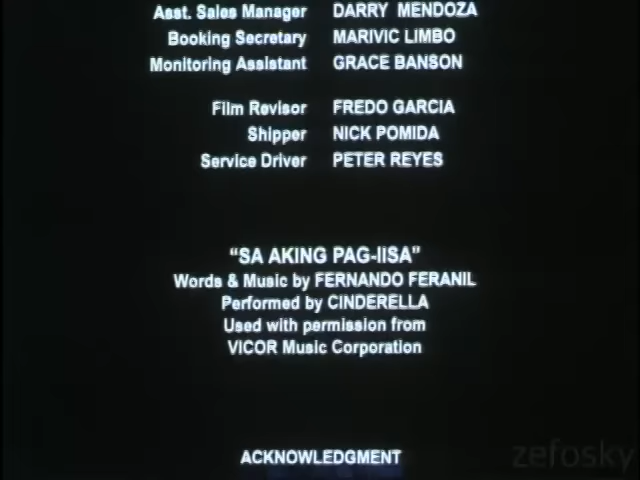 Asst. Sales Manager DARRY MENDOZA
Booking Secretary MARIVIC LIMBO
Monitoring Assistant GRACE BANSON
Film Revisor FREDO GARCIA
Shipper NICK POMIDA
Service Driver PETER REYES
“SA AKING PAG-IISA”
Words & Music by FERNANDO FERANIL
Performed by CINDERELLA
Used with permission from
VICOR Music Corporation
ACKNOWLEDGMENT
zefosky